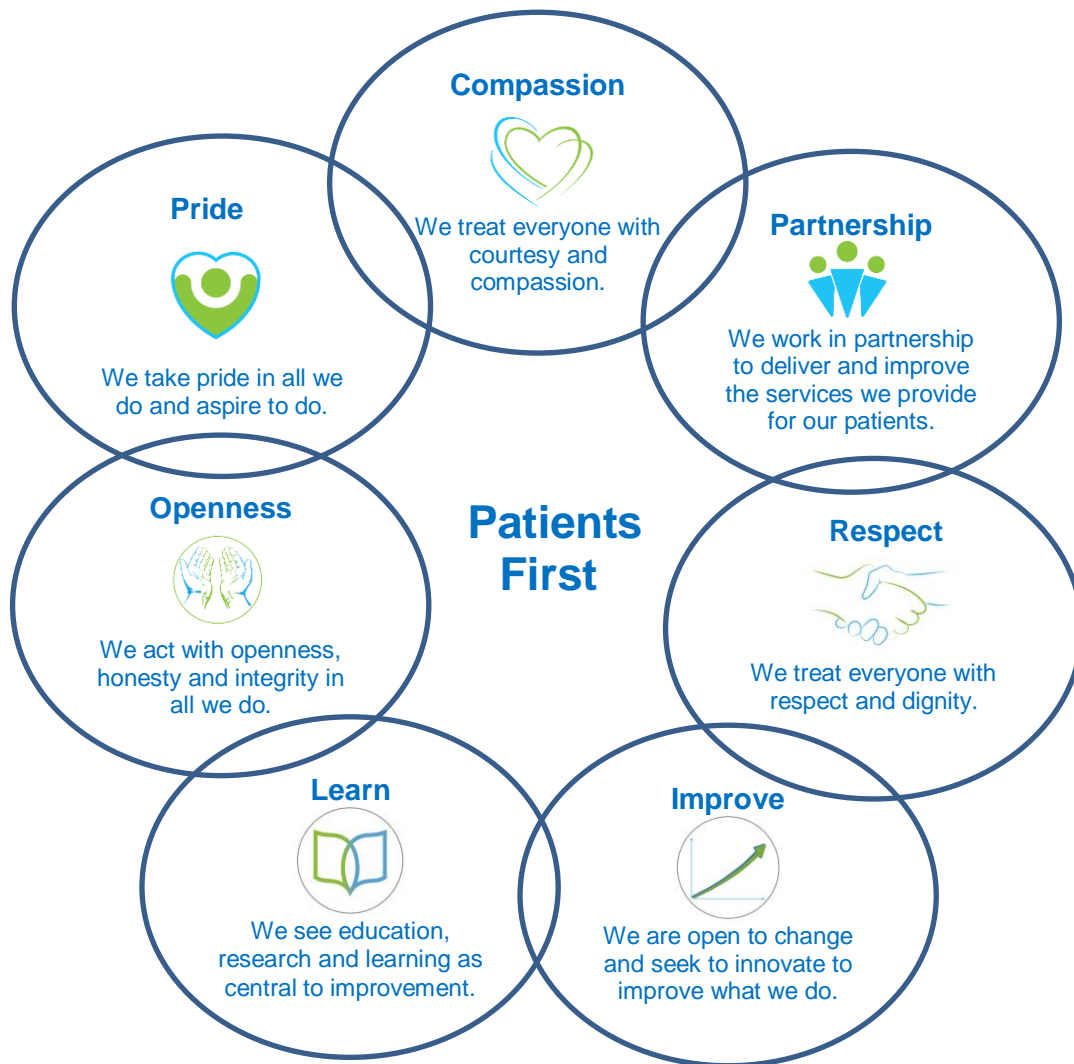 Compassion
We treat everyone with
courtesy and
compassion.
Pride
We take pride in all we
do and aspire to do.
Partnership
We work in partnership
to deliver and improve
the services we provide
for our patients.
Openness
We act with openness,
honesty and integrity in
all we do.
Patients
First
Respect
We treat everyone with
respect and dignity.
Learn
We see education,
research and learning as
central to improvement.
Improve
We are open to change
and seek to innovate to
improve what we do.